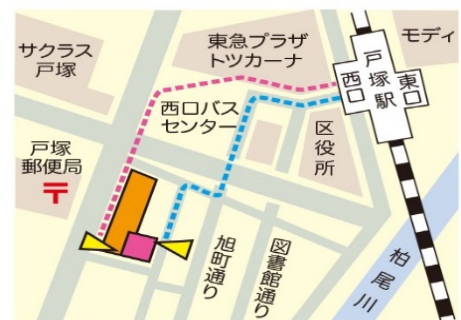 サクラス
戸塚
東急プラザ
トツカーナ
モディ
戸塚駅
西口
東口
西口バス
センター
区役所
戸塚
郵便局
〒
旭町通り
図書館通り
柏尾川